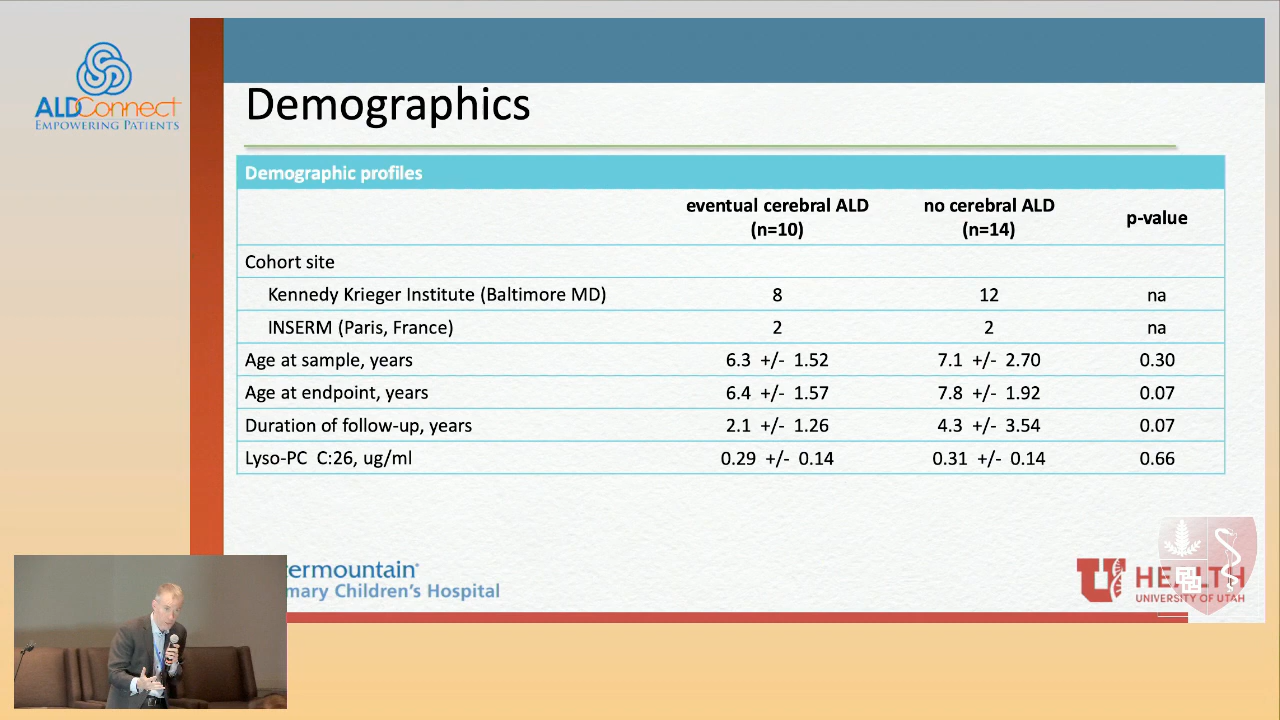 ALDConnect
EMPOWERING PATIENTS
Demographics
Demographic profiles
eventual cerebral ALD (n=10) no cerebral ALD (n=14) p-value
Cohort site
Kennedy Krieger Institute (Baltimore MD) 8 12 na
INSERM (Paris, France) 2 2 na
Age at sample, years 6.3 +/- 1.52 7.1 +/- 2.70 0.30
Age at endpoint, years 6.4 +/- 1.57 7.8 +/- 1.92 0.07
Duration of follow-up, years 2.1 +/- 1.26 4.3 +/- 3.54 0.07
Lyso-PC C:26, ug/ml 0.29 +/- 0.14 0.31 +/- 0.14 0.66
ermountain
mary Children's Hospital
U HEALTH
UNIVERSITY OF UTAH